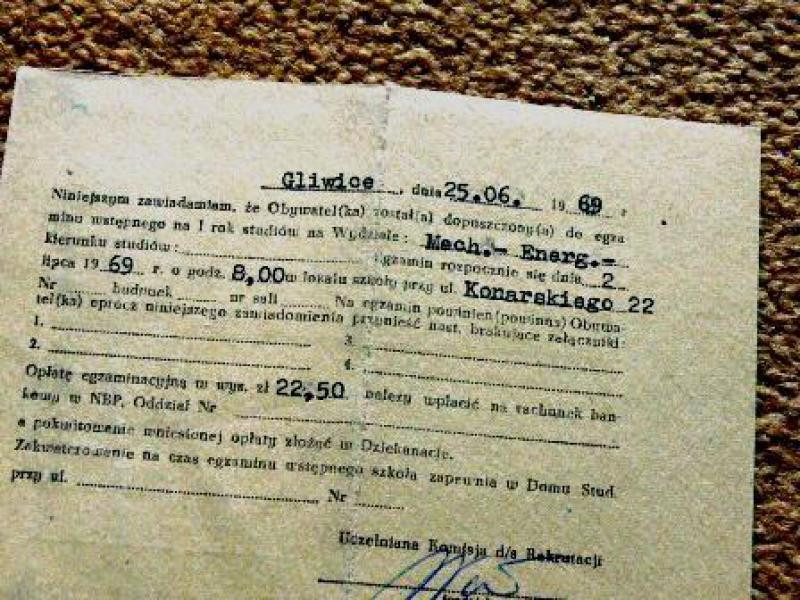 Gliwice, dnia 25.06. 1969 r
Niniejszym zawiadamiam, że Obywatel(ka) został(a) dopuszczony(a) do egza
minu wstępnego na I rok studiów na Wydziale: Mech.- Energ.-
kierunku studiów: Egzamin rozpocznie się dnia 2
lipca 1969 r. o godz. 8,00 w lokalu szkoły przy ul. Konarskiego 22
Nr budynek nr sali Na egzamin powinien (powinna) Obywa-
tel(ka) oprócz niniejszego zawiadomienia przynieść nast. brakujące załączniki:
1. 3.
2. 4.
Opłatę egzaminacyjną w wys. zł 22,50 należy wpłacić na rachunek ban-
kowy w NBP, Oddział Nr
a pokwitowanie wniesionej opłaty złożyć w Dziekanacie.
Zakwaterowanie na czas egzaminu wstępnego szkoła zapewnia w Domu Stud.
przy ul. Nr
Uczelniana Komisja d/s Rekrutacji